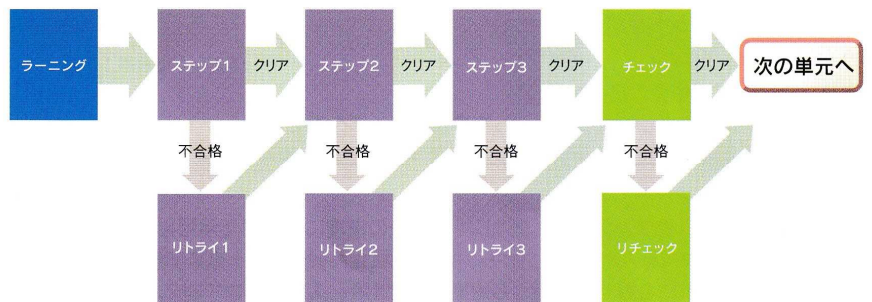 ラーニング
ステップ1
クリア
ステップ2
クリア
ステップ3
クリア
チェック
クリア
次の単元へ
不合格
不合格
不合格
不合格
リトライ1
リトライ2
リトライ3
リチェック